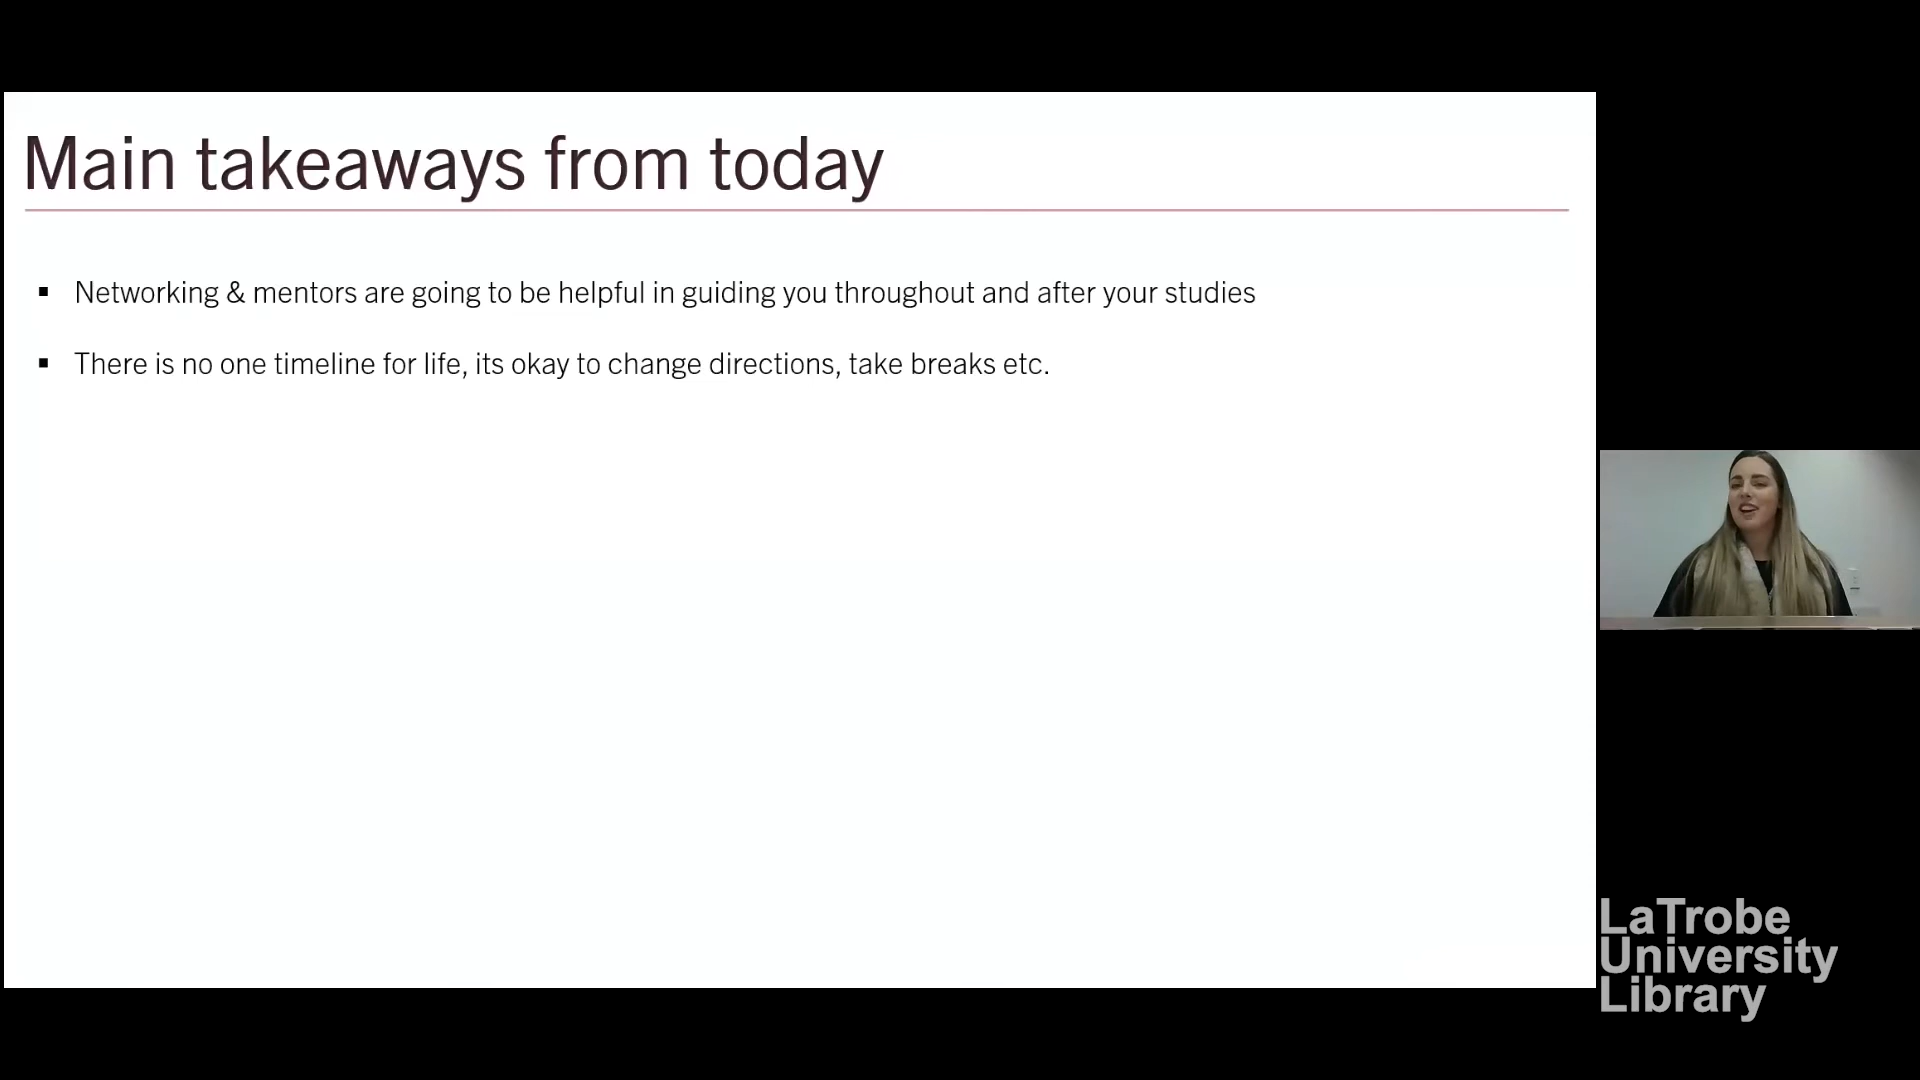 Main takeaways from today
▪ Networking & mentors are going to be helpful in guiding you throughout and after your studies
▪ There is no one timeline for life, its okay to change directions, take breaks etc.
LaTrobe
University
Library